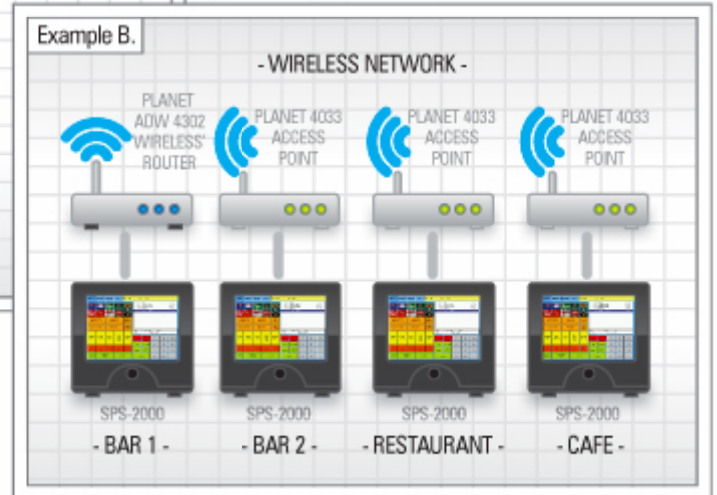 Example B.
- WIRELESS NETWORK -
PLANET
ADW 4302
WIRELESS'
ROUTER
PLANET 4033
ACCESS
POINT
PLANET 4033
ACCESS
POINT
PLANET 4033
ACCESS
POINT
SPS-2000
SPS-2000
SPS-2000
SPS-2000
- BAR 1 -
- BAR 2 -
- RESTAURANT -
- CAFE -